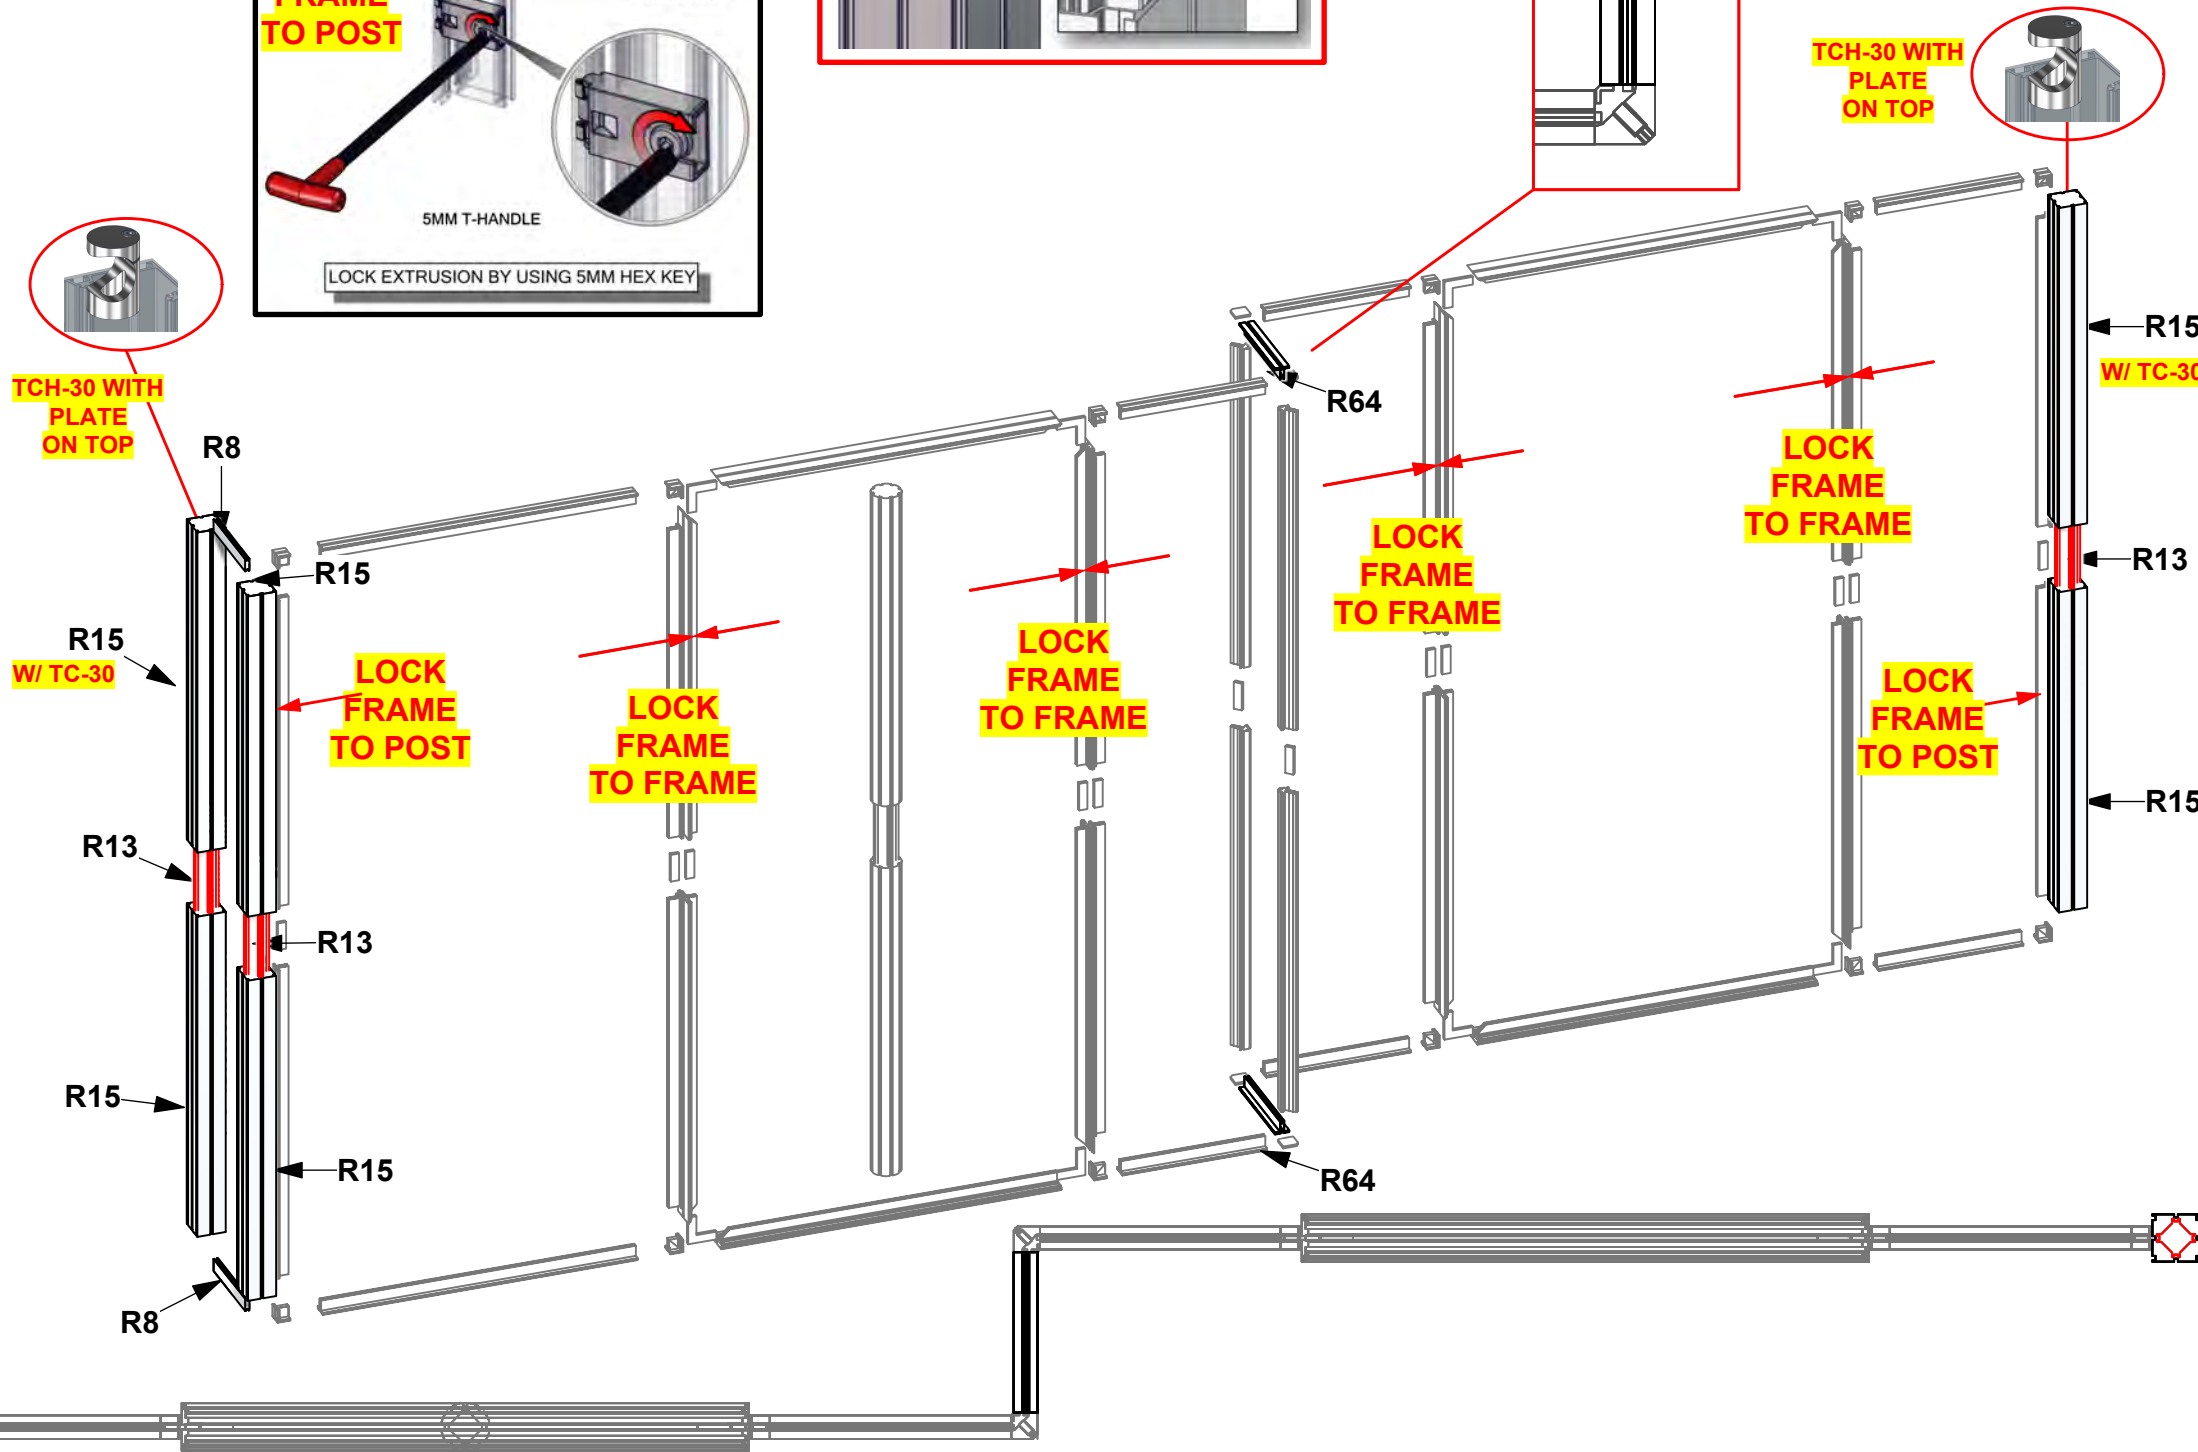 FRAME
TO POST
5MM T-HANDLE
LOCK EXTRUSION BY USING 5MM HEX KEY
TCH-30 WITH
PLATE
ON TOP
TCH-30 WITH
PLATE
ON TOP
R8
R15
R15
W/ TC-30
LOCK
FRAME
TO POST
R13
R13
R15
R15
R8
LOCK
FRAME
TO FRAME
LOCK
FRAME
TO FRAME
R64
LOCK
FRAME
TO FRAME
LOCK
FRAME
TO FRAME
R15
W/ TC-30
R13
LOCK
FRAME
TO POST
R15
R64